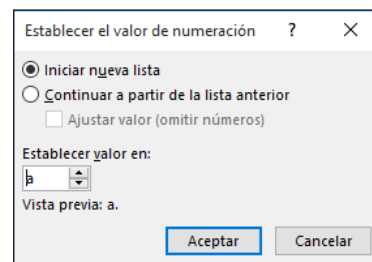 Establecer el valor de numeración ? ×
Iniciar nueva lista
Continuar a partir de la lista anterior
Ajustar valor (omitir números)
Establecer valor en:
a
Vista previa: a.
Aceptar Cancelar